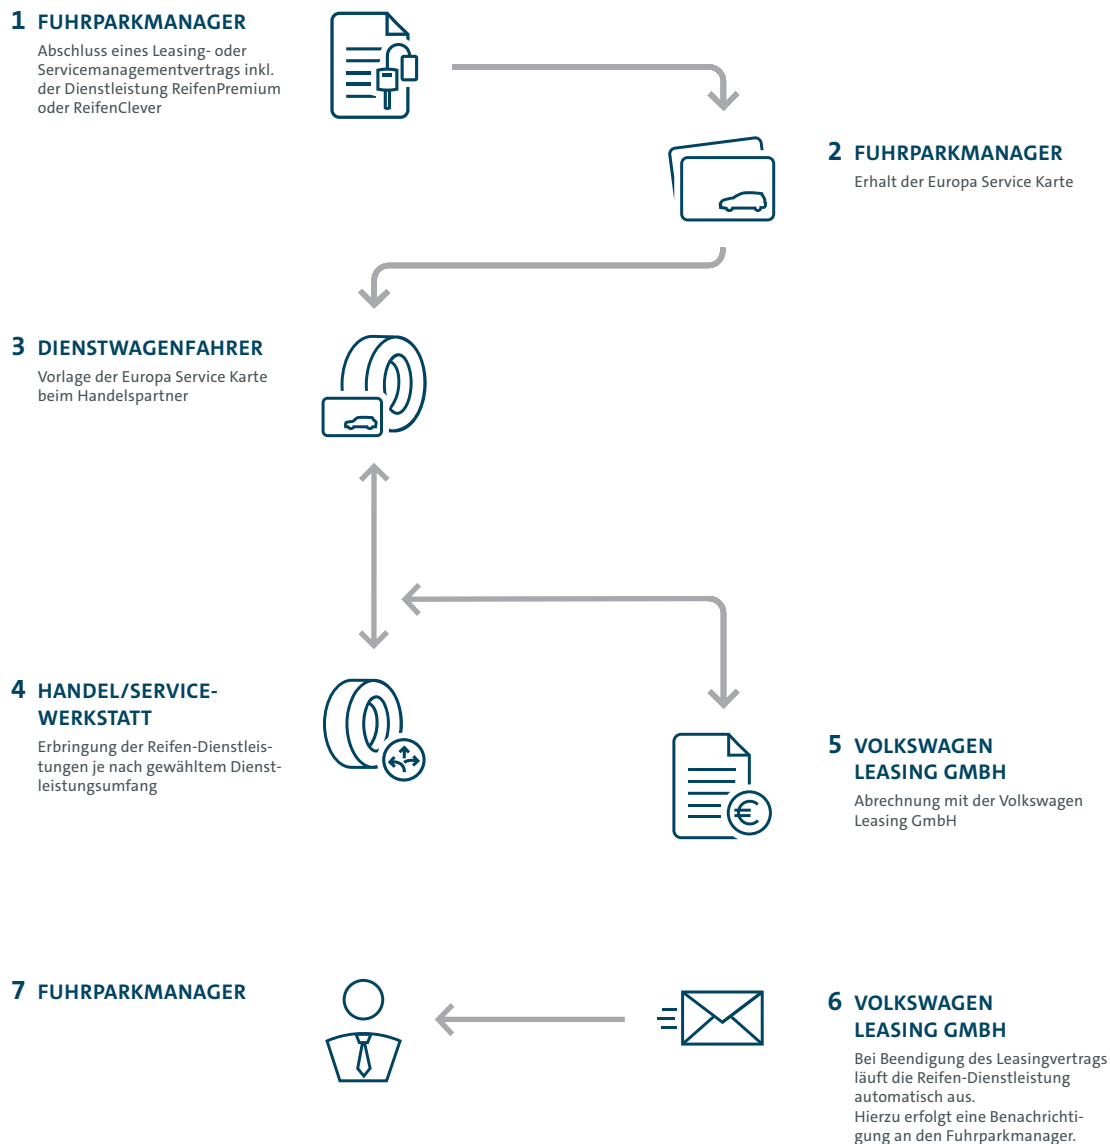 1 FUHRPARKMANAGER
Abschluss eines Leasing- oder
Servicemanagementvertrags inkl.
der Dienstleistung ReifenPremium
oder ReifenClever
2 FUHRPARKMANAGER
Erhalt der Europa Service Karte
3 DIENSTWAGENFAHRER
Vorlage der Europa Service Karte
beim Handelspartner
4 HANDEL/SERVICE-
WERKSTATT
Erbringung der Reifen-Dienstleis-
tungen je nach gewähltem Dienst-
leistungsumfang
€
5 VOLKSWAGEN
LEASING GMBH
Abrechnung mit der Volkswagen
Leasing GmbH
6 VOLKSWAGEN
LEASING GMBH
Bei Beendigung des Leasingvertrags
läuft die Reifen-Dienstleistung
automatisch aus.
Hierzu erfolgt eine Benachrichti-
gung an den Fuhrparkmanager.
7 FUHRPARKMANAGER